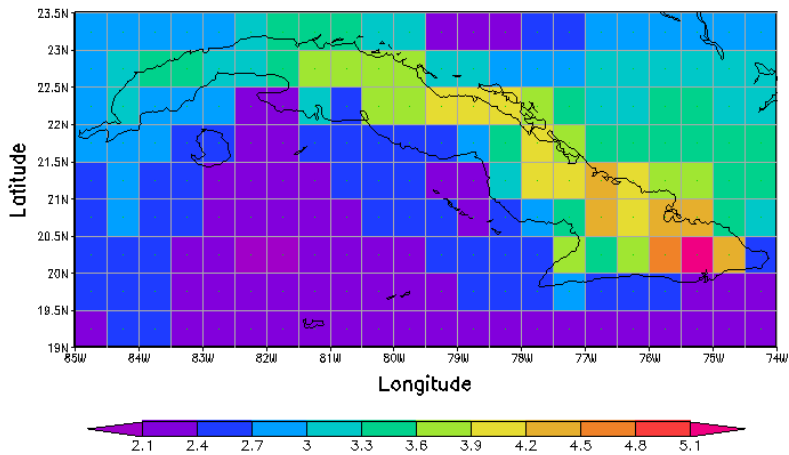 23.5N
23N
22.5N
22N
21.5N
21N
20.5N
20N
19.5N
19N
Latitude
85W 84W 83W 82W 81W 80W 79W 78W 77W 76W 75W 74W
Longitude
2.1 2.4 2.7 3 3.3 3.6 3.9 4.2 4.5 4.8 5.1